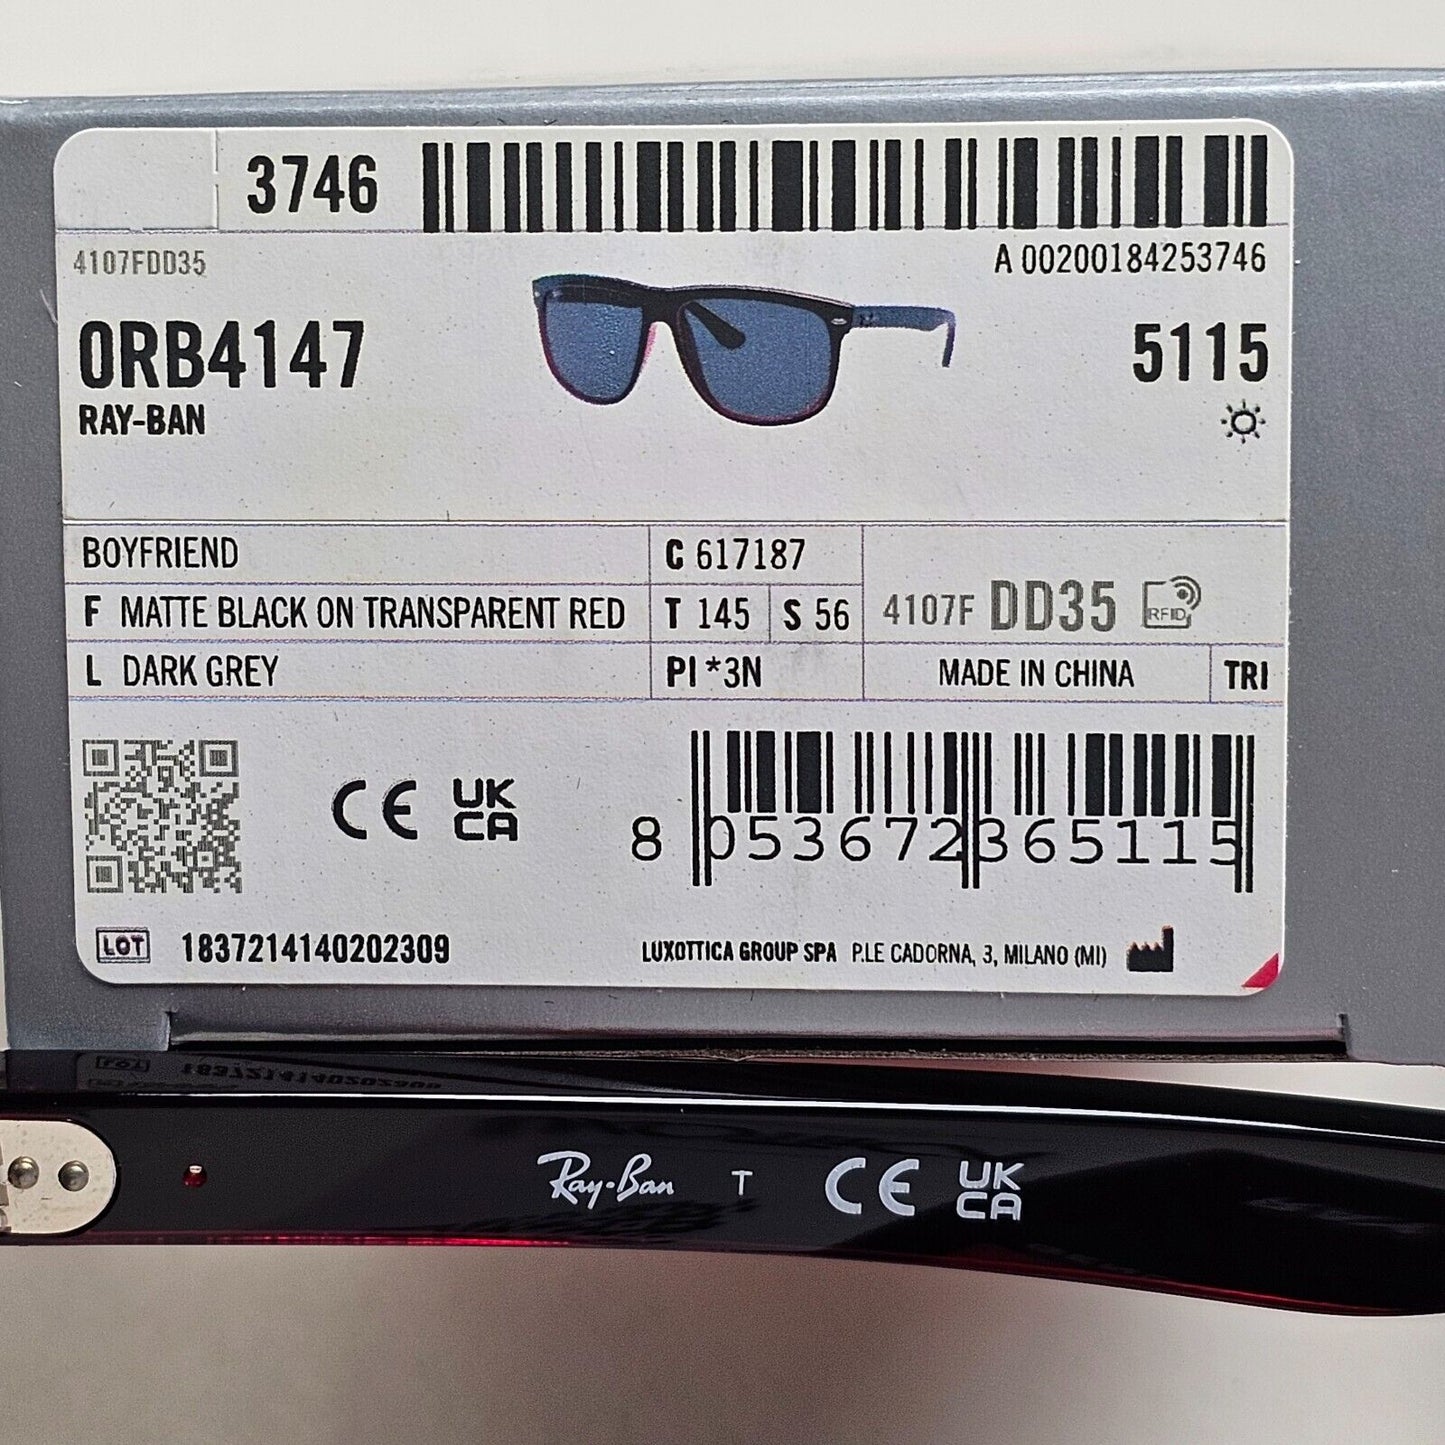 3746
4107FDD35
A 00200184253746
0RB4147
5115
RAY-BAN
BOYFRIEND
C 617187
F MATTE BLACK ON TRANSPARENT RED
T 145
S 56
4107F DD35
RFID
L DARK GREY
PI *3N
MADE IN CHINA
TRI
CE UK CA
8 053672 365115
LOT 1837214140202309
LUXOTTICA GROUP SPA P.LE CADORNA, 3, MILANO (MI)
Ray-Ban T CE UK CA